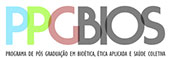 PPGBIOS
PROGRAMA DE PÓS GRADUAÇÃO EM BIOÉTICA, ÉTICA APLICADA E SAÚDE COLETIVA